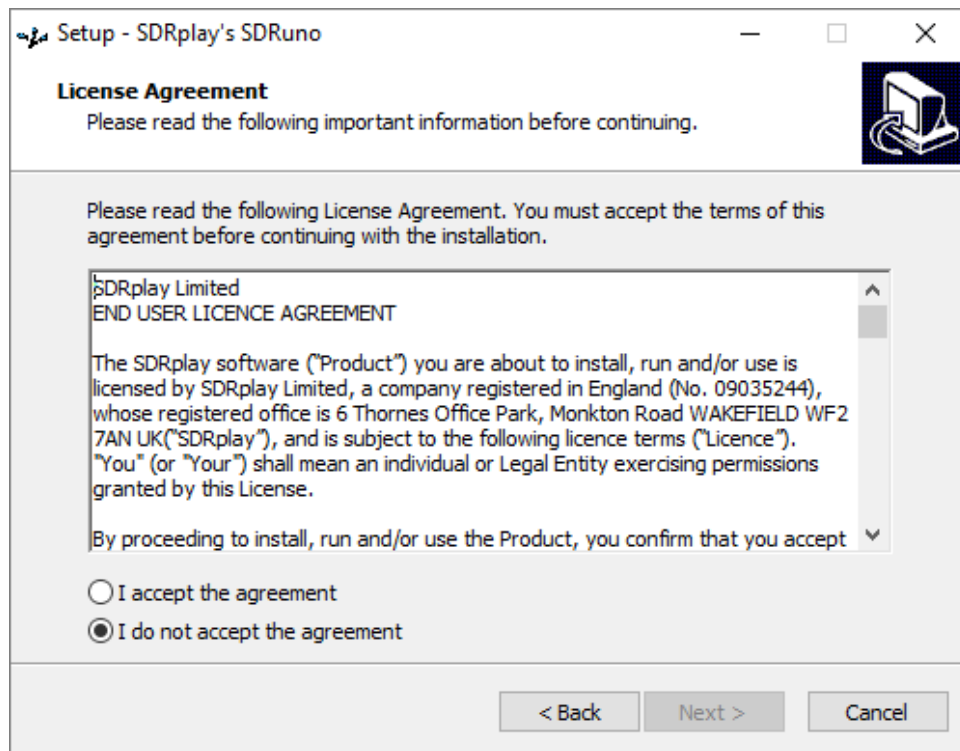 Setup - SDRplay's SDRuno
License Agreement
Please read the following important information before continuing.
Please read the following License Agreement. You must accept the terms of this
agreement before continuing with the installation.
SDRplay Limited
END USER LICENCE AGREEMENT
The SDRplay software ("Product") you are about to install, run and/or use is
licensed by SDRplay Limited, a company registered in England (No. 09035244),
whose registered office is 6 Thornes Office Park, Monkton Road WAKEFIELD WF2
7AN UK("SDRplay"), and is subject to the following licence terms ("Licence").
"You" (or "Your") shall mean an individual or Legal Entity exercising permissions
granted by this License.
By proceeding to install, run and/or use the Product, you confirm that you accept
I accept the agreement
I do not accept the agreement
< Back Next > Cancel